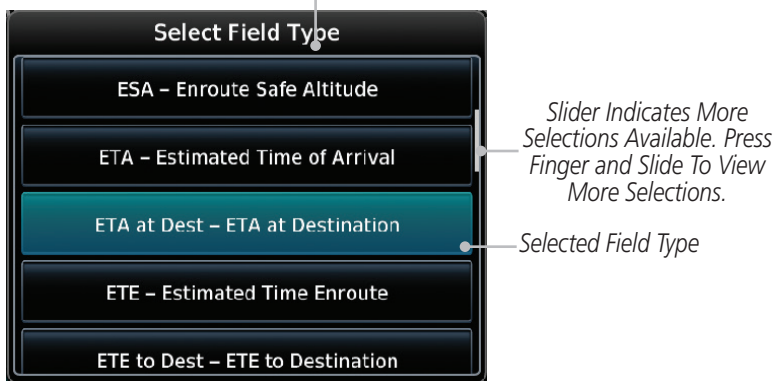 Select Field Type
ESA – Enroute Safe Altitude
ETA – Estimated Time of Arrival
ETA at Dest – ETA at Destination
ETE – Estimated Time Enroute
ETE to Dest – ETE to Destination
Slider Indicates More
Selections Available. Press
Finger and Slide To View
More Selections.
Selected Field Type